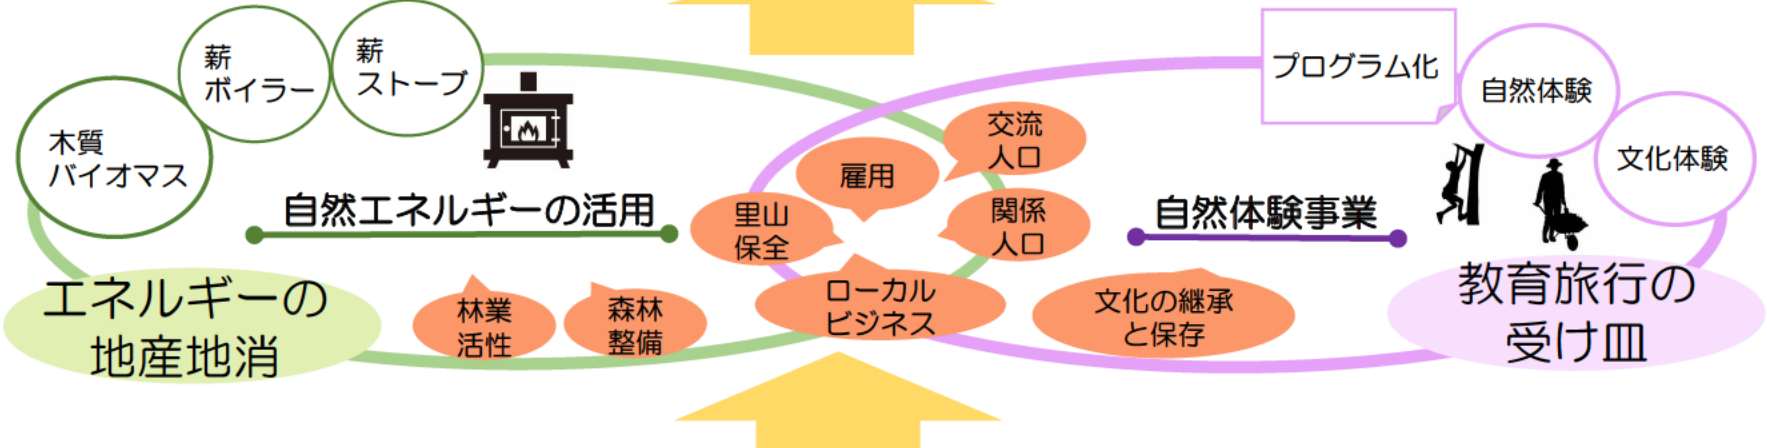 薪
ボイラー
薪
ストーブ
木質
バイオマス
自然エネルギーの活用
エネルギーの
地産地消
林業
活性
森林
整備
里山
保全
雇用
交流
人口
関係
人口
ローカル
ビジネス
プログラム化
自然体験
文化体験
自然体験事業
文化の継承
と保存
教育旅行の
受け皿